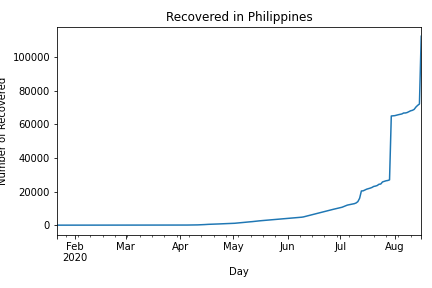 Recovered in Philippines
Number of Recovered
100000
80000
60000
40000
20000
0
Feb Mar Apr May Jun Jul Aug
2020
Day